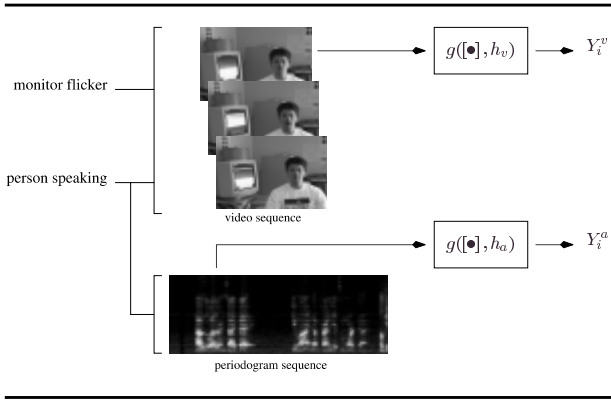 monitor flicker
person speaking
video sequence
periodogram sequence
g([●], h_v)
Y_i^v
g([●], h_a)
Y_i^a